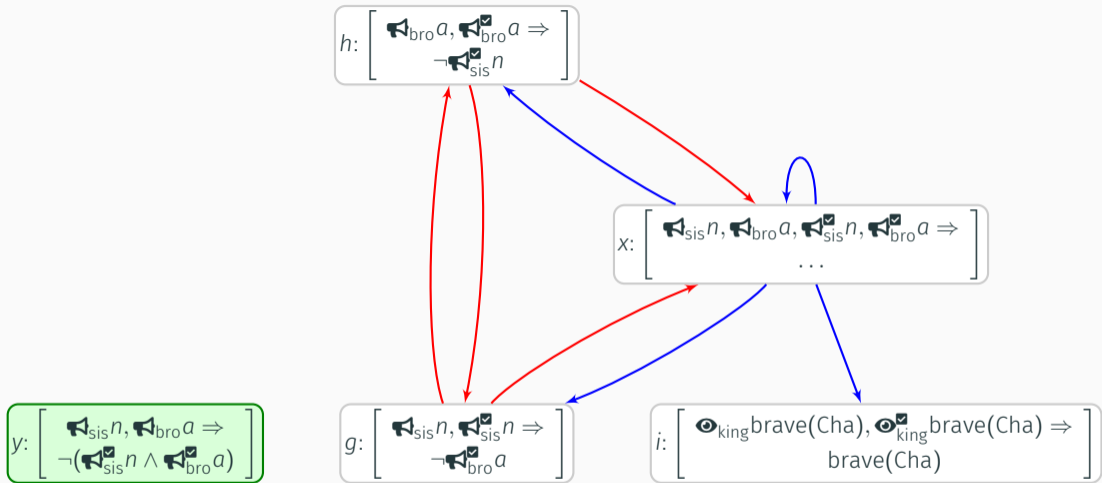 h: [ 📢bro a, 📢☑bro a ⇒
¬📢☑sis n ]
x: [ 📢sis n, 📢bro a, 📢☑sis n, 📢☑bro a ⇒
. . . ]
y: [ 📢sis n, 📢bro a ⇒
¬(📢☑sis n ∧ 📢☑bro a) ]
g: [ 📢sis n, 📢☑sis n ⇒
¬📢☑bro a ]
i: [ 👁king brave(Cha), 👁☑king brave(Cha) ⇒
brave(Cha) ]